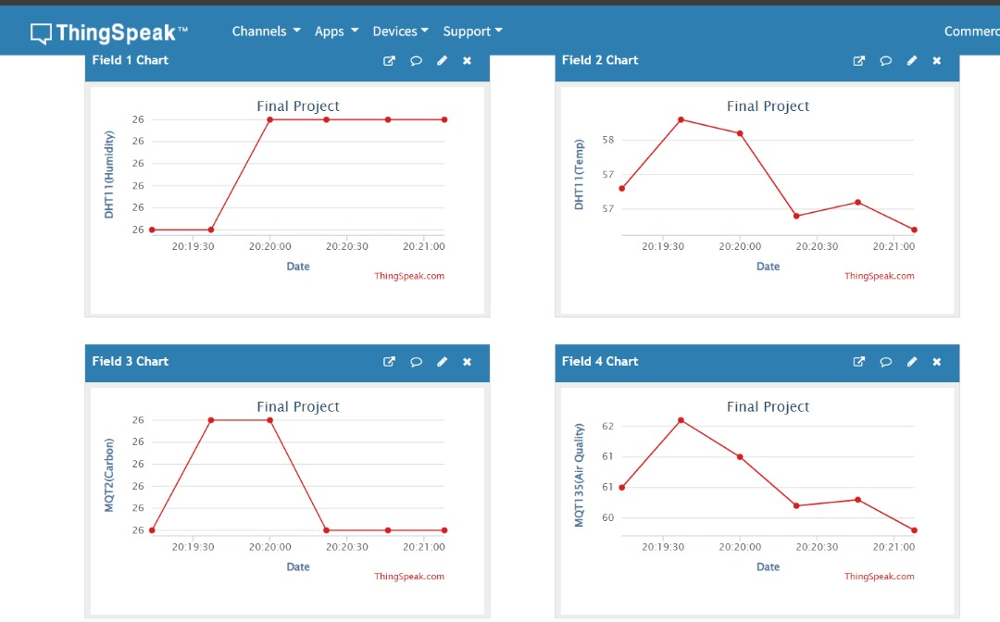 ThingSpeak™ Channels Apps Devices Support Commerc
Field 1 Chart
Final Project
DHT11(Humidity)
26
26
26
26
26
26
20:19:30 20:20:00 20:20:30 20:21:00
Date
ThingSpeak.com
Field 2 Chart
Final Project
DHT11(Temp)
58
57
57
20:19:30 20:20:00 20:20:30 20:21:00
Date
ThingSpeak.com
Field 3 Chart
Final Project
MQT2(Carbon)
26
26
26
26
26
26
20:19:30 20:20:00 20:20:30 20:21:00
Date
ThingSpeak.com
Field 4 Chart
Final Project
MQT135(Air Quality)
62
61
61
60
20:19:30 20:20:00 20:20:30 20:21:00
Date
ThingSpeak.com